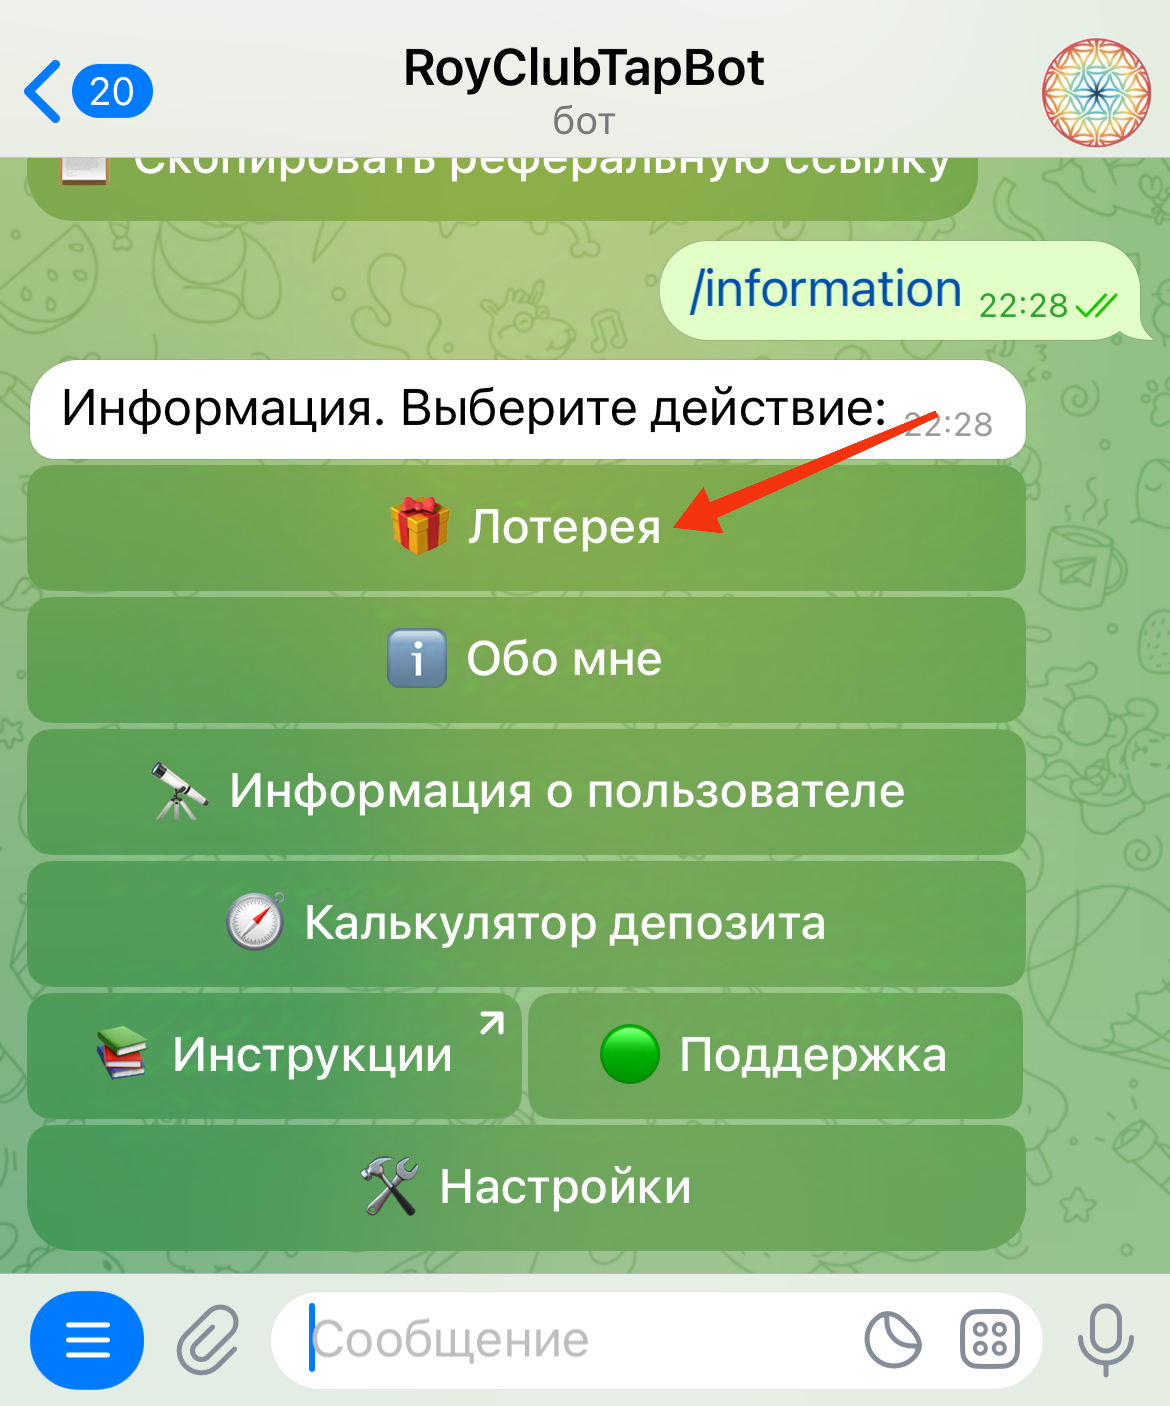 20
RoyClubTapBot
бот
Скопировать реферальную ссылку
/information 22:28
Информация. Выберите действие: 22:28
Лотерея
Обо мне
Информация о пользователе
Калькулятор депозита
Инструкции
Поддержка
Настройки
Сообщение